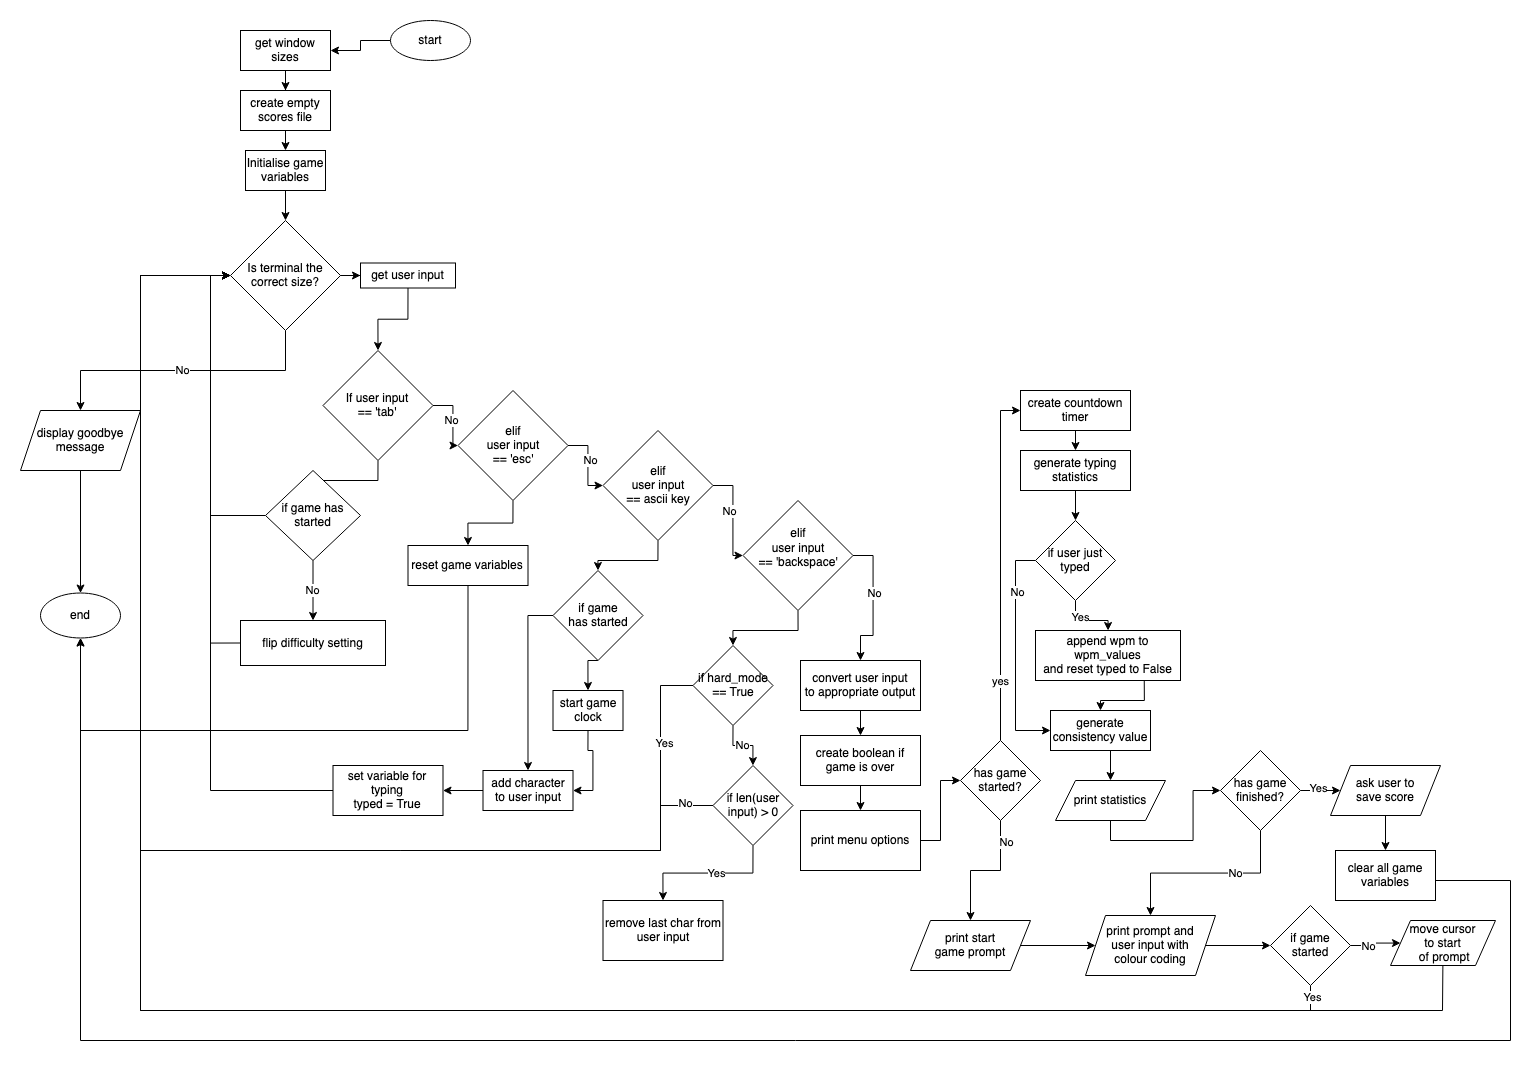 start
get window
sizes
create empty
scores file
Initialise game
variables
Is terminal the
correct size?
get user input
No
display goodbye
message
end
If user input
== 'tab'
No
if game has
started
No
flip difficulty setting
elif
user input
== 'esc'
No
reset game variables
elif
user input
== ascii key
No
if game
has started
start game
clock
add character
to user input
set variable for
typing
typed = True
elif
user input
== 'backspace'
No
if hard_mode
== True
Yes
No
if len(user
input) > 0
No
Yes
remove last char from
user input
convert user input
to appropriate output
create boolean if
game is over
print menu options
has game
started?
yes
No
create countdown
timer
generate typing
statistics
if user just
typed
No
Yes
append wpm to
wpm_values
and reset typed to False
generate
consistency value
print statistics
has game
finished?
Yes
ask user to
save score
clear all game
variables
No
print start
game prompt
print prompt and
user input with
colour coding
if game
started
No
move cursor
to start
of prompt
Yes